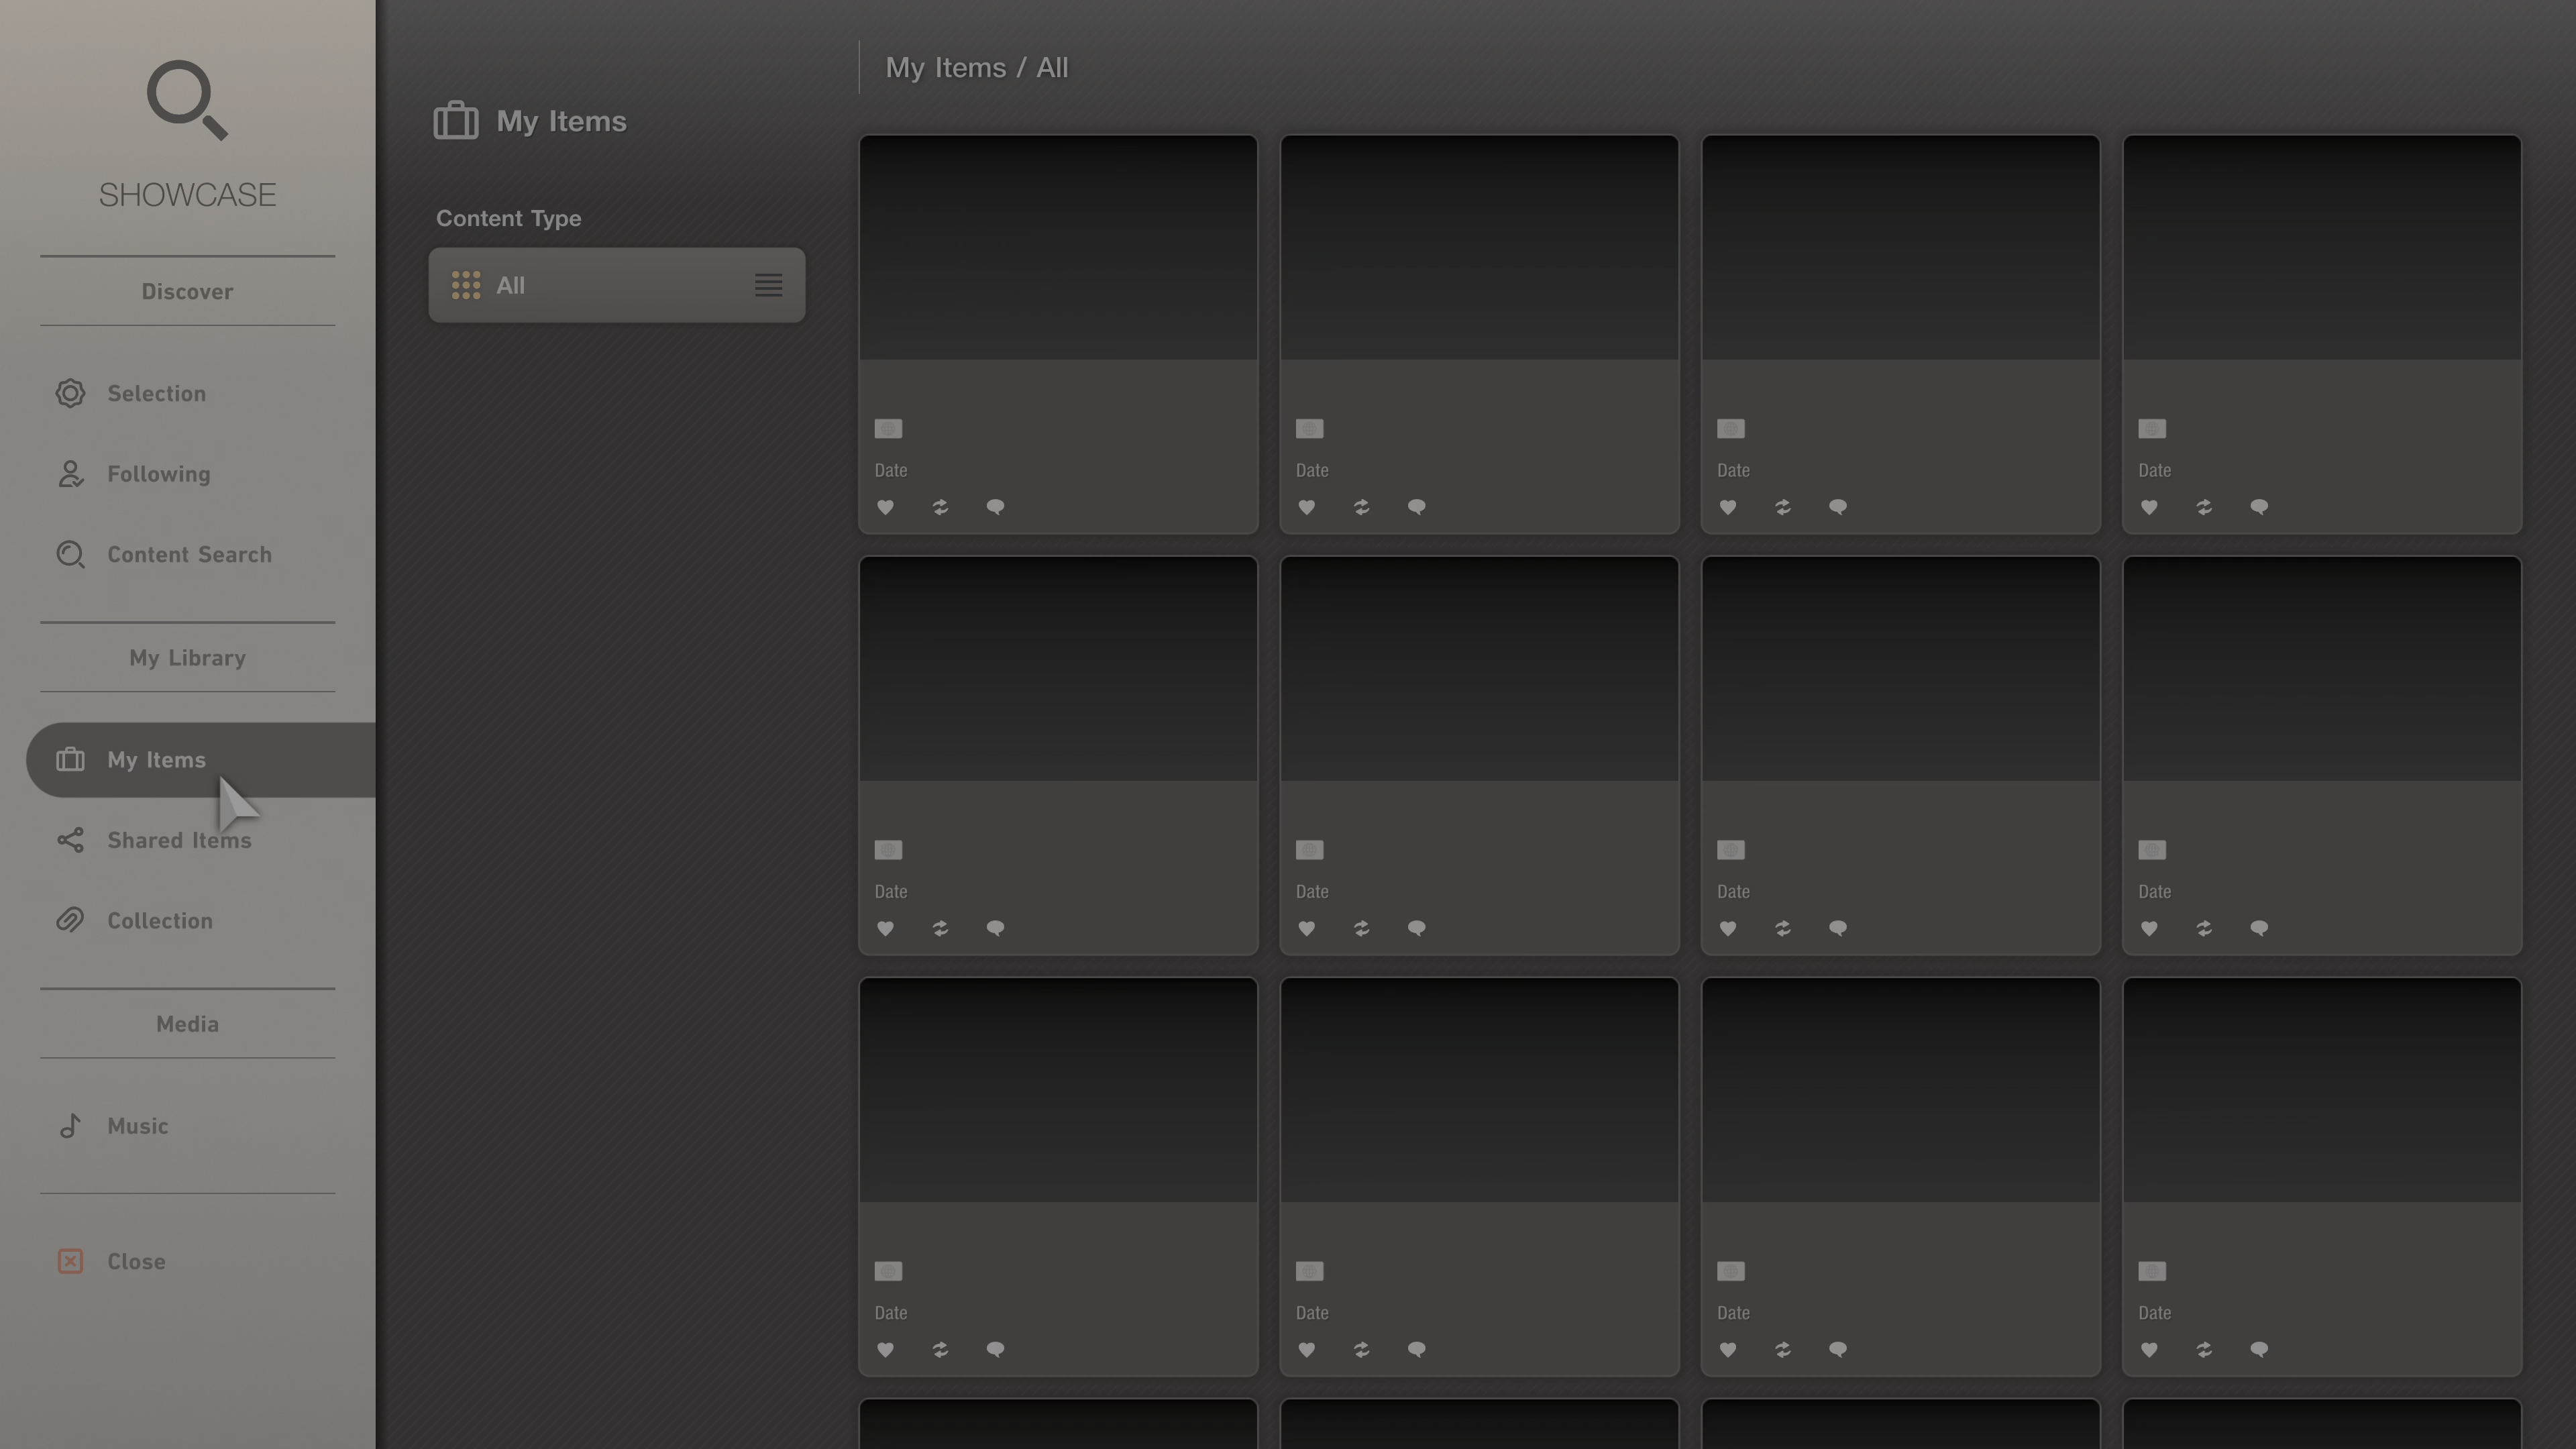 SHOWCASE
Discover
Selection
Following
Content Search
My Library
My Items
Shared Items
Collection
Media
Music
Close
My Items
Content Type
All
My Items / All
Date
Date
Date
Date
Date
Date
Date
Date
Date
Date
Date
Date